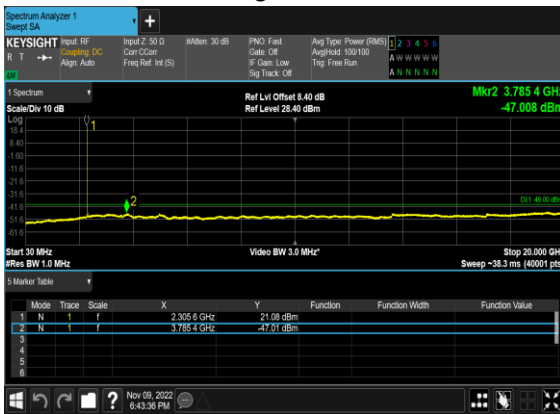 Spectrum Analyzer 1
Swept SA
KEYSIGHT Input: RF Input Z: 50 Ω #Atten: 30 dB PNO: Fast Avg Type: Power (RMS) 1 2 3 4 5 6
R T Coupling: DC Corr CCorr Gate: Off Avg|Hold: 100/100 A W W W W W
Align: Auto Freq Ref: Int (S) IF Gain: Low Trig: Free Run
LV Sig Track: Off A N N N N N
1 Spectrum Ref Lvl Offset 8.40 dB Mkr2 3.785 4 GHz
Scale/Div 10 dB Ref Level 28.40 dBm -47.008 dBm
Log
18.4
8.40
-1.60
-11.6
-21.6
-31.6
-41.6
-51.6
-61.6
1
2
DL1 -40.00 dBm
Start 30 MHz Video BW 3.0 MHz* Stop 20.000 GHz
#Res BW 1.0 MHz Sweep ~38.3 ms (40001 pts)
5 Marker Table
Mode Trace Scale X Y Function Function Width Function Value
1 N 1 f 2.305 6 GHz 21.08 dBm
2 N 1 f 3.785 4 GHz -47.01 dBm
3
4
5
6
? Nov 09, 2022
6:43:36 PM